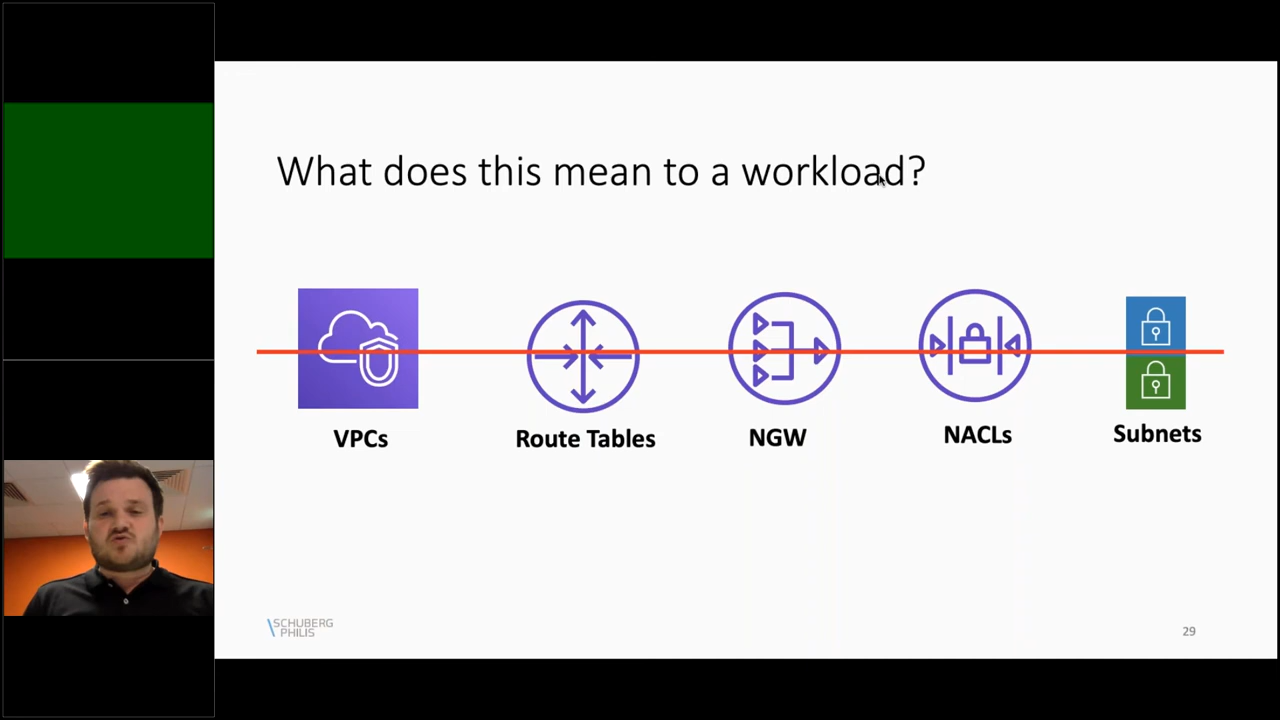 What does this mean to a workload?
VPCs
Route Tables
NGW
NACLs
Subnets
SCHUBERG
PHILIS
29